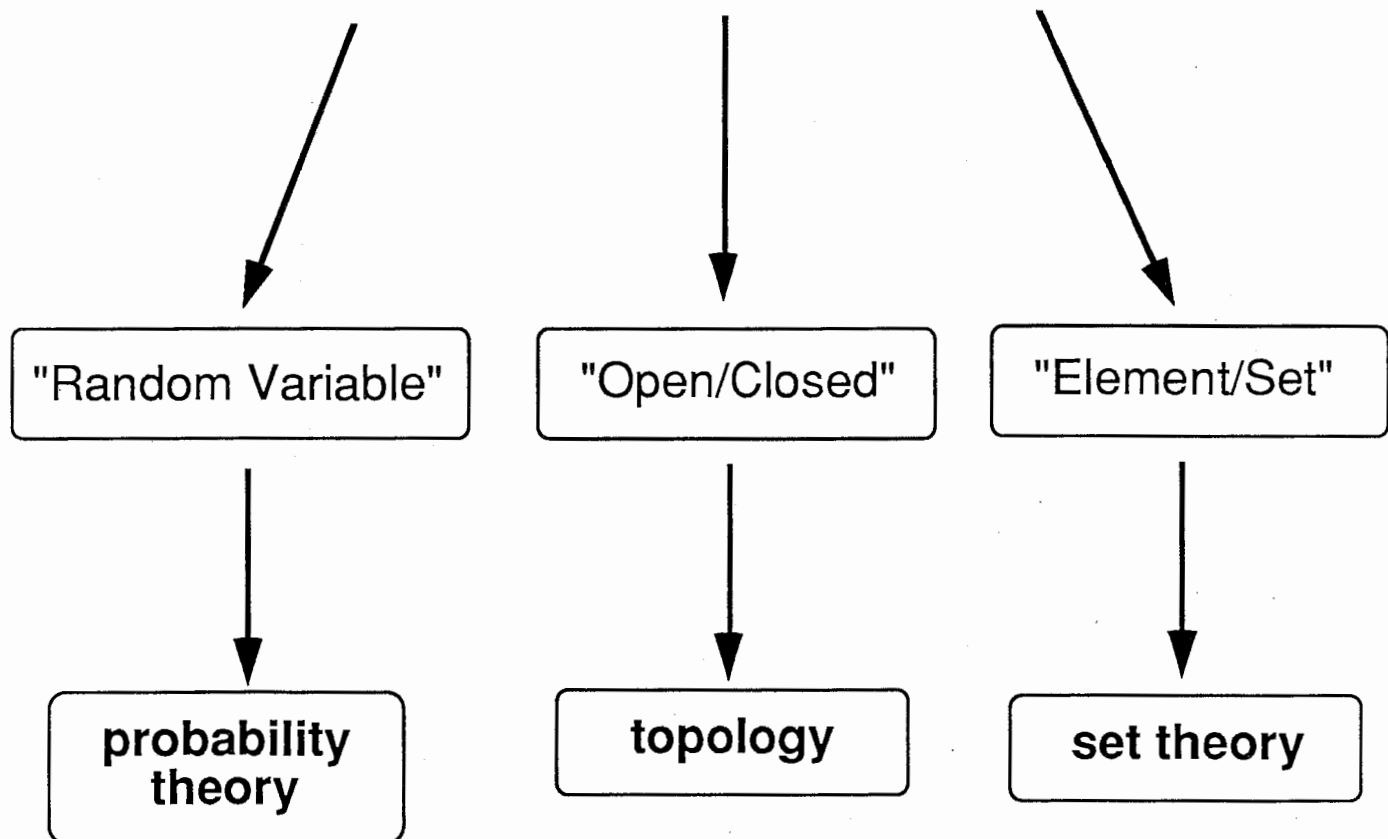 "Random Variable"
"Open/Closed"
"Element/Set"
probability
theory
topology
set theory